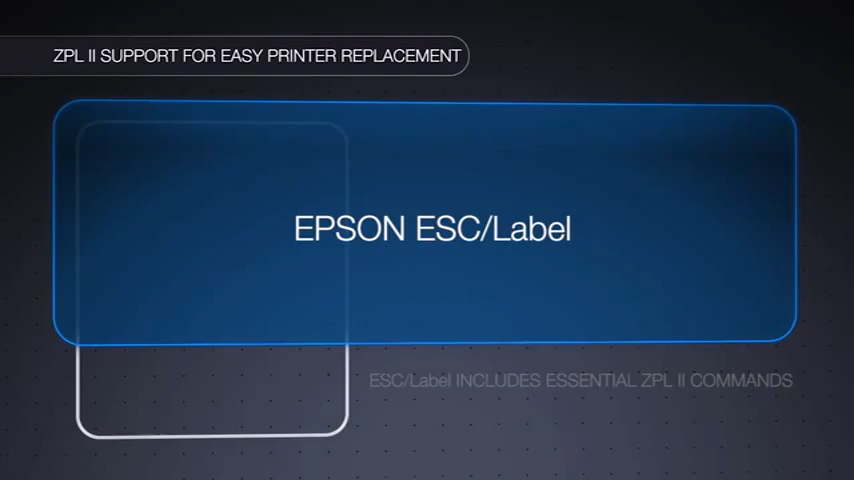 ZPL II SUPPORT FOR EASY PRINTER REPLACEMENT
EPSON ESC/Label
ESC/Label INCLUDES ESSENTIAL ZPL II COMMANDS